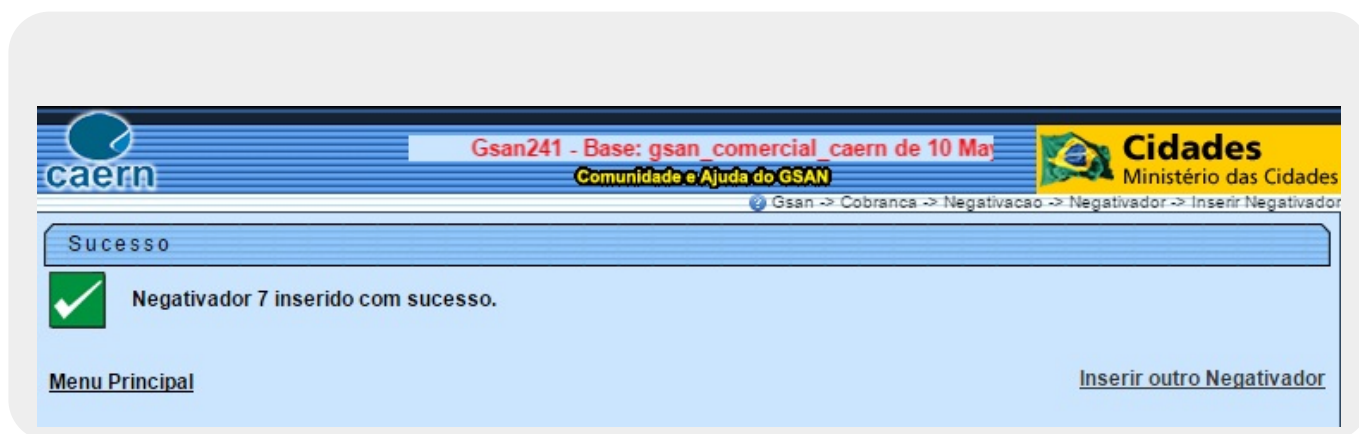 caern
Gsan241 - Base: gsan_comercial_caern de 10 May
Comunidade e Ajuda do GSAN
Cidades
Ministério das Cidades
Gsan -> Cobranca -> Negativacao -> Negativador -> Inserir Negativador
Sucesso
Negativador 7 inserido com sucesso.
Menu Principal
Inserir outro Negativador